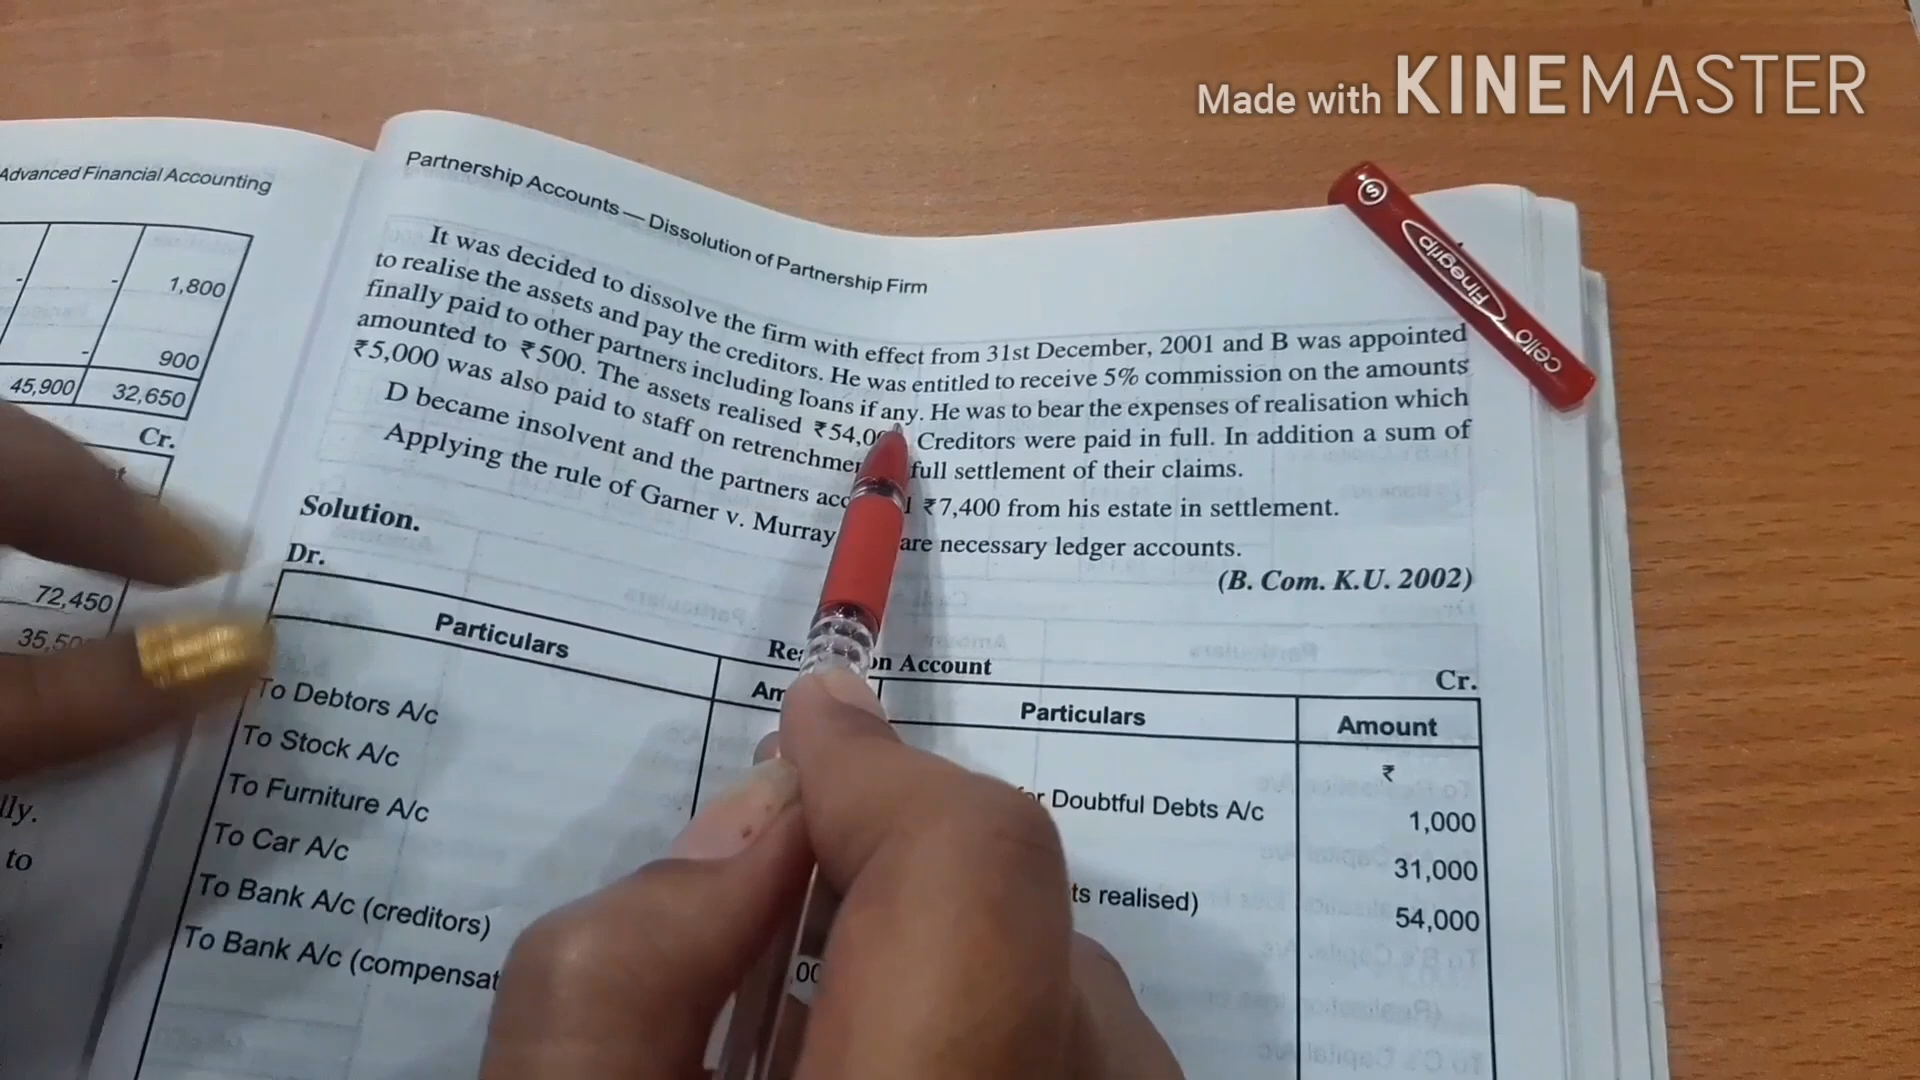 Made with KINEMASTER
Advanced Financial Accounting
1,800
900
45,900 32,650
Cr.
72,450
lly.
to
Partnership Accounts — Dissolution of Partnership Firm
It was decided to dissolve the firm with effect from 31st December, 2001 and B was appointed
to realise the assets and pay the creditors. He was entitled to receive 5% commission on the amounts
finally paid to other partners including loans if any. He was to bear the expenses of realisation which
amounted to ₹500. The assets realised ₹54,00 Creditors were paid in full. In addition a sum of
₹5,000 was also paid to staff on retrenchme full settlement of their claims.
D became insolvent and the partners acc ₹7,400 from his estate in settlement.
Applying the rule of Garner v. Murray are necessary ledger accounts.
(B. Com. K.U. 2002)
Solution.
Dr. Rea on Account Cr.
Particulars Am Particulars Amount
₹
To Debtors A/c Doubtful Debts A/c 1,000
To Stock A/c 31,000
To Furniture A/c ts realised) 54,000
To Car A/c
To Bank A/c (creditors)
To Bank A/c (compensat
cello Finegrip